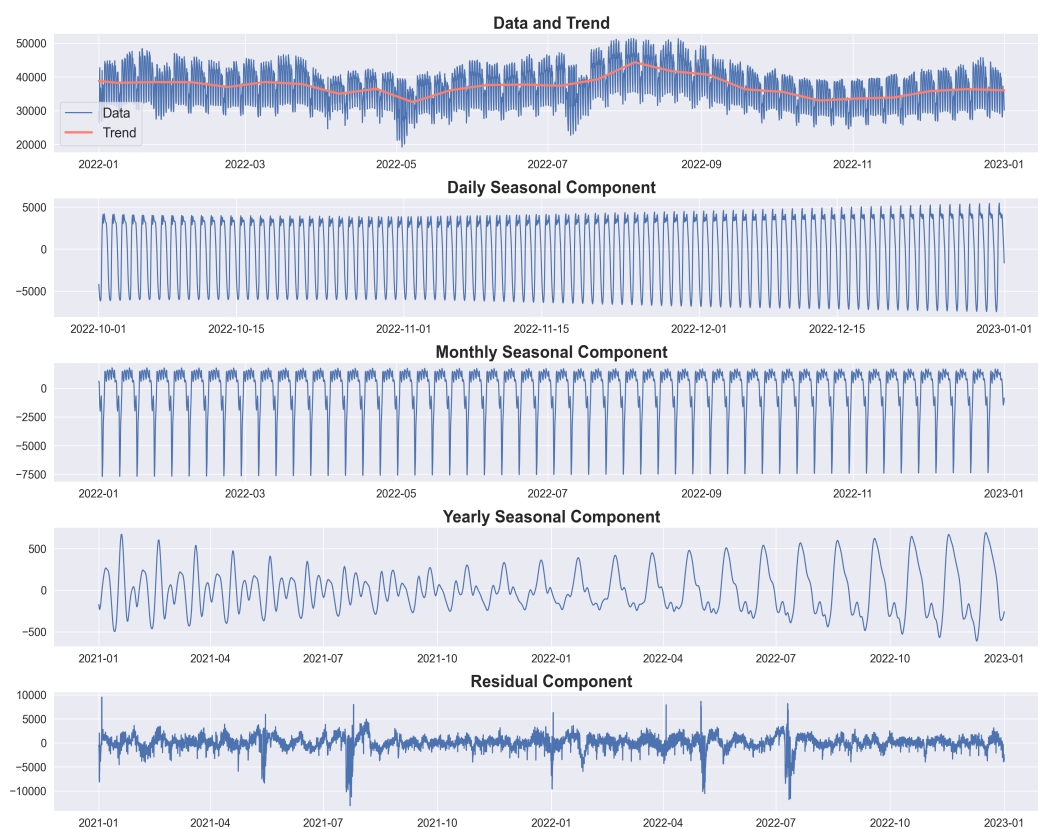 Data and Trend
50000
40000
30000
20000
Data
Trend
2022-01 2022-03 2022-05 2022-07 2022-09 2022-11 2023-01
Daily Seasonal Component
5000
0
−5000
2022-10-01 2022-10-15 2022-11-01 2022-11-15 2022-12-01 2022-12-15 2023-01-01
Monthly Seasonal Component
0
−2500
−5000
−7500
2022-01 2022-03 2022-05 2022-07 2022-09 2022-11 2023-01
Yearly Seasonal Component
500
0
−500
2021-01 2021-04 2021-07 2021-10 2022-01 2022-04 2022-07 2022-10 2023-01
Residual Component
10000
5000
0
−5000
−10000
2021-01 2021-04 2021-07 2021-10 2022-01 2022-04 2022-07 2022-10 2023-01